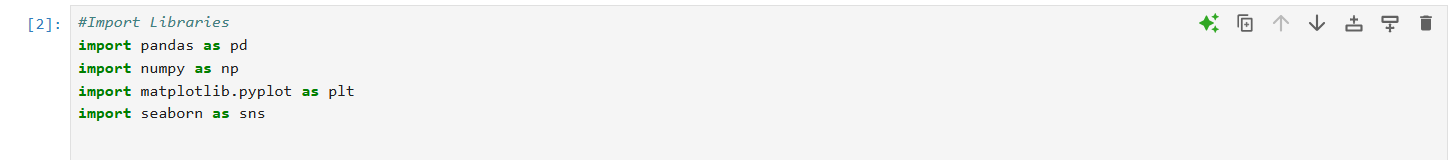 [2]:
#Import Libraries
import pandas as pd
import numpy as np
import matplotlib.pyplot as plt
import seaborn as sns